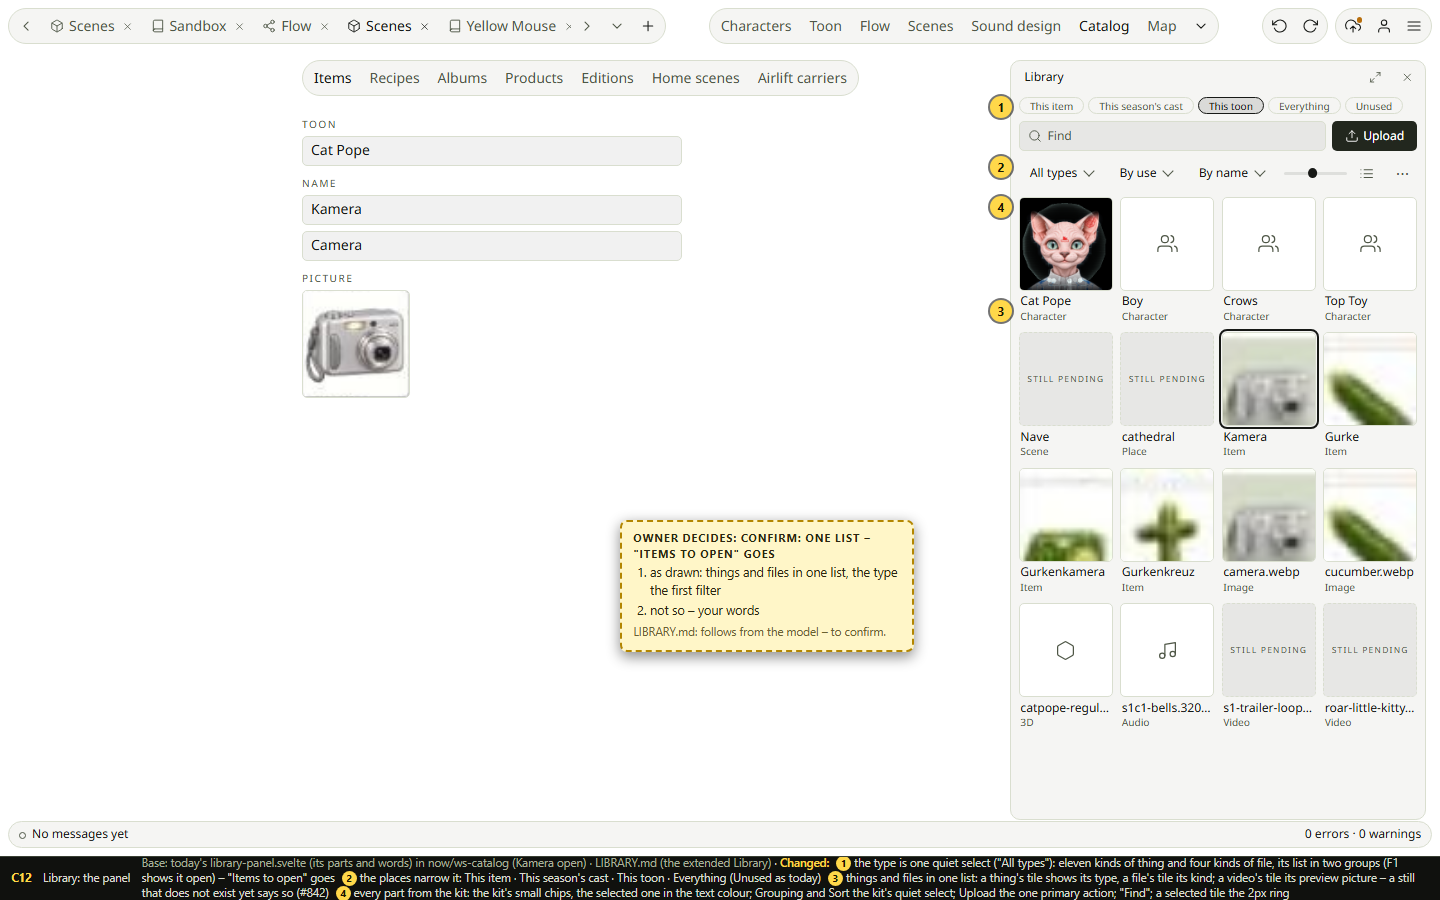 Scenes
Sandbox
Flow
Scenes
Yellow Mouse
Characters
Toon
Flow
Scenes
Sound design
Catalog
Map
Items
Recipes
Albums
Products
Editions
Home scenes
Airlift carriers
TOON
Cat Pope
NAME
Kamera
Camera
PICTURE
OWNER DECIDES: CONFIRM: ONE LIST –
"ITEMS TO OPEN" GOES
1. as drawn: things and files in one list, the type
the first filter
2. not so – your words
LIBRARY.md: follows from the model – to confirm.
Library
1
This item
This season's cast
This toon
Everything
Unused
Find
Upload
2
All types
By use
By name
4
Cat Pope
Boy
Crows
Top Toy
3
Character
Character
Character
Character
STILL PENDING
STILL PENDING
Nave
cathedral
Kamera
Gurke
Scene
Place
Item
Item
Gurkenkamera
Gurkenkreuz
camera.webp
cucumber.webp
Item
Item
Image
Image
STILL PENDING
STILL PENDING
catpope-regul...
s1c1-bells.320...
s1-trailer-loop...
roar-little-kitty...
3D
Audio
Video
Video
No messages yet
0 errors · 0 warnings
C12 Library: the panel
Base: today's library-panel.svelte (its parts and words) in now/ws-catalog (Kamera open) · LIBRARY.md (the extended Library) · Changed: 1 the type is one quiet select ("All types"): eleven kinds of thing and four kinds of file, its list in two groups (F1
shows it open) – "Items to open" goes 2 the places narrow it: This item · This season's cast · This toon · Everything (Unused as today) 3 things and files in one list: a thing's tile shows its type, a file's tile its kind; a video's tile its preview picture – a still
that does not exist yet says so (#842) 4 every part from the kit: the kit's small chips, the selected one in the text colour; Grouping and Sort the kit's quiet select; Upload the one primary action; "Find"; a selected tile the 2px ring